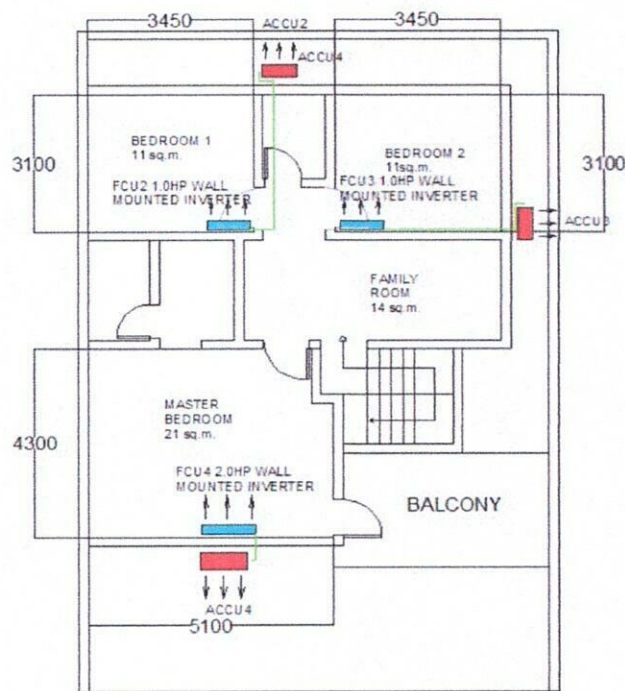 3450
ACCU2
3450
ACCU4
BEDROOM 1
11 sq.m.
BEDROOM 2
11sq.m.
3100
3100
FCU2 1.0HP WALL
MOUNTED INVERTER
FCU3 1.0HP WALL
MOUNTED INVERTER
ACCU3
FAMILY
ROOM
14 sq.m.
MASTER
BEDROOM
21 sq.m.
4300
FCU4 2.0HP WALL
MOUNTED INVERTER
BALCONY
ACCU4
5100